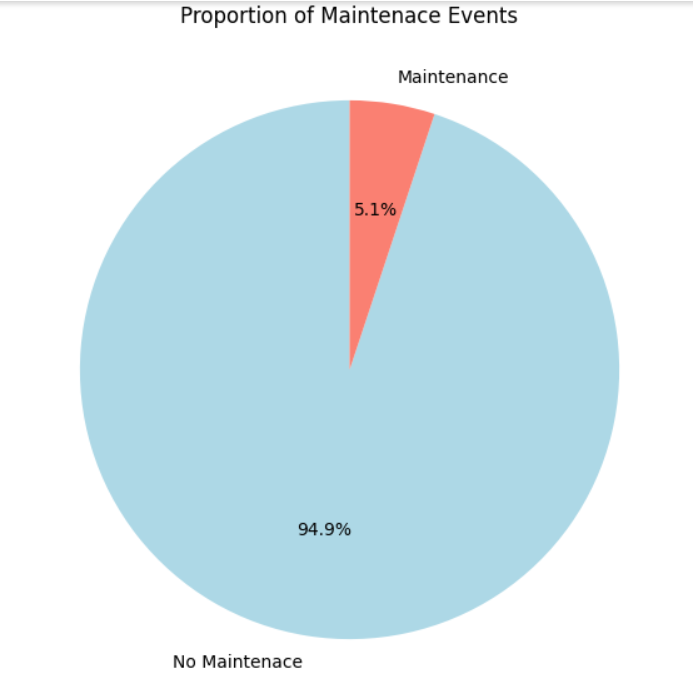 Proportion of Maintenace Events
Maintenance
5.1%
94.9%
No Maintenace